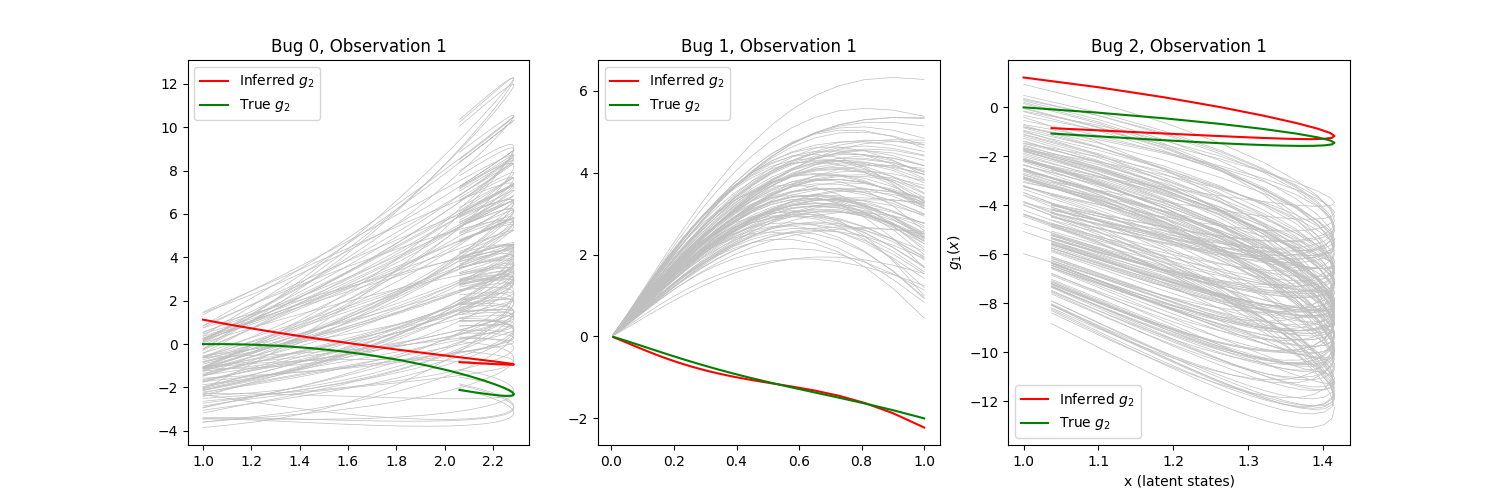 Bug 0, Observation 1
Inferred g₂
True g₂
12
10
8
6
4
2
0
−2
−4
1.0 1.2 1.4 1.6 1.8 2.0 2.2
Bug 1, Observation 1
Inferred g₂
True g₂
6
4
2
0
−2
0.0 0.2 0.4 0.6 0.8 1.0
Bug 2, Observation 1
g₁(x)
0
−2
−4
−6
−8
−10
−12
Inferred g₂
True g₂
1.0 1.1 1.2 1.3 1.4
x (latent states)